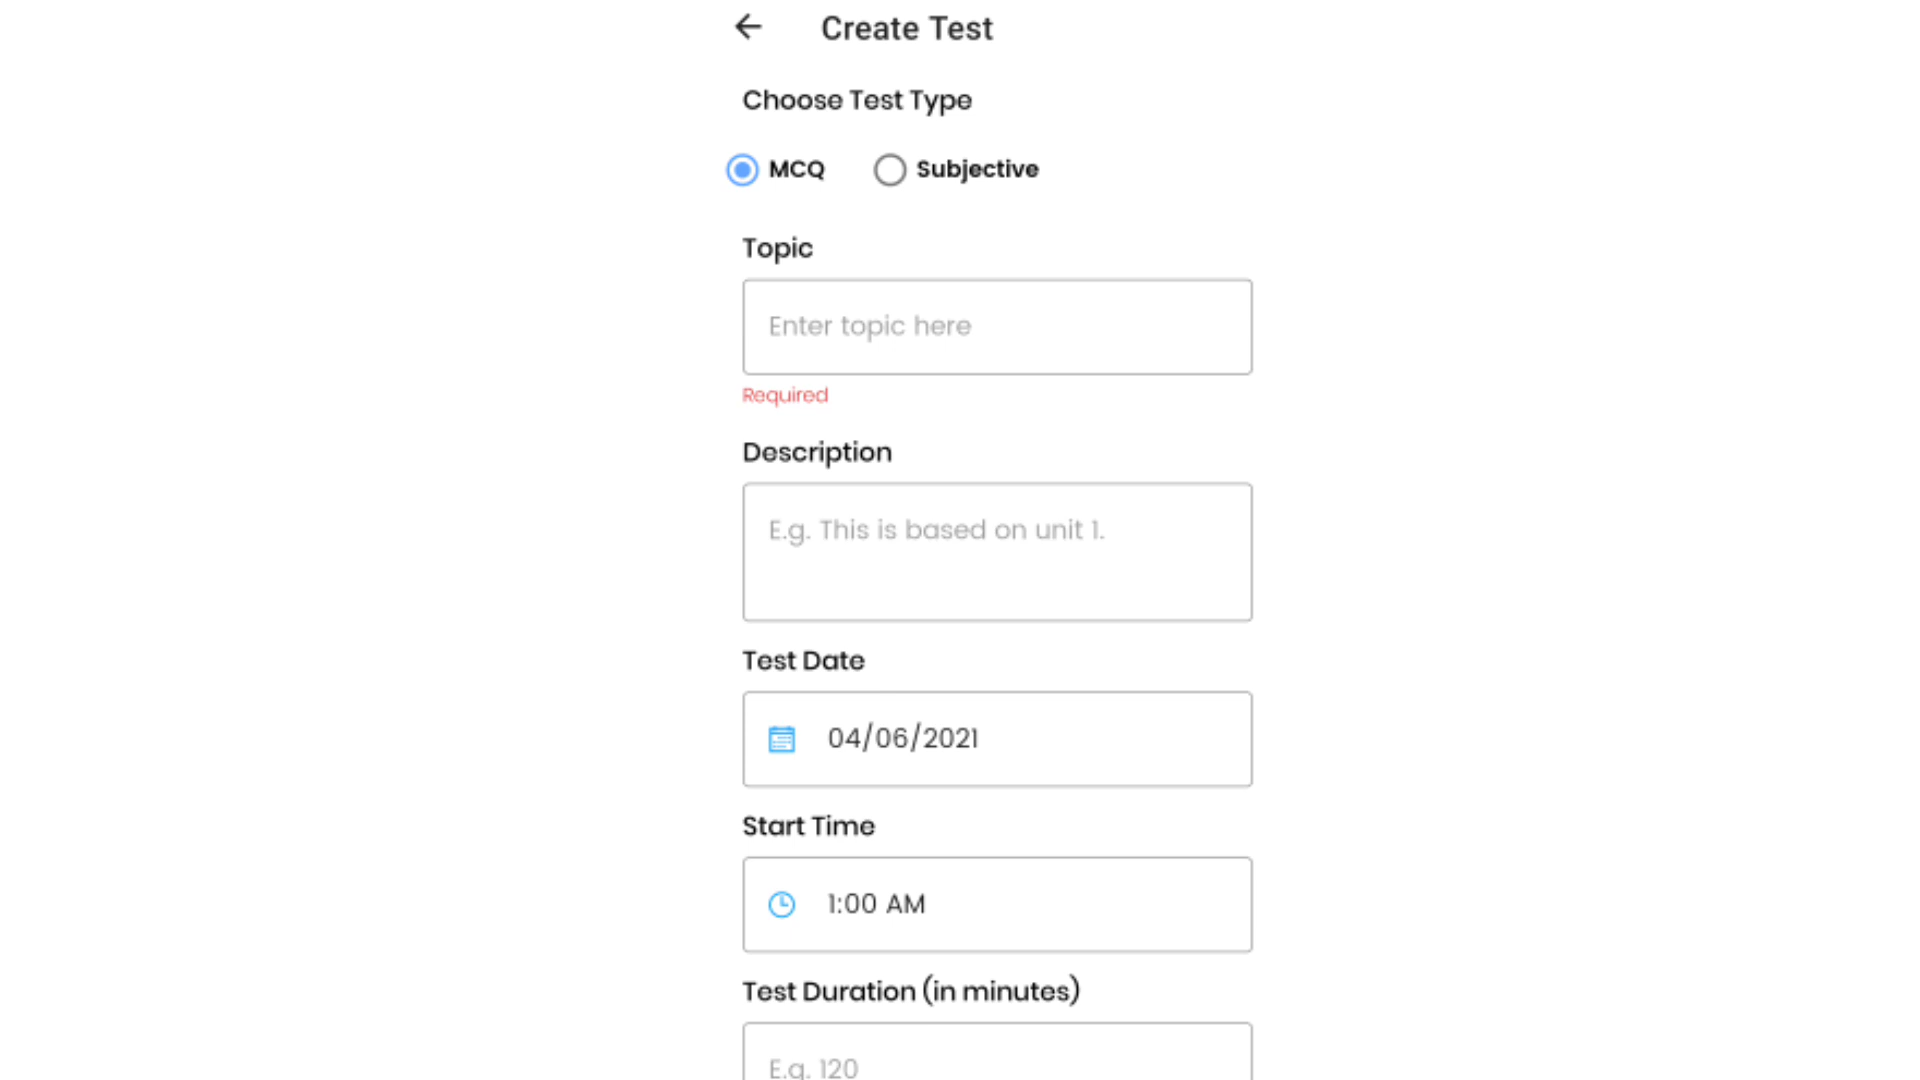 Create Test
Choose Test Type
MCQ Subjective
Topic
Enter topic here
Required
Description
E.g. This is based on unit 1.
Test Date
04/06/2021
Start Time
1:00 AM
Test Duration (in minutes)
E.g. 120